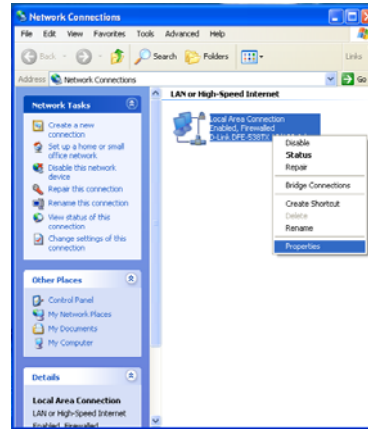 Network Connections
File Edit View Favorites Tools Advanced Help
Back Search Folders Links
Address Network Connections Go
Network Tasks
Create a new
connection
Set up a home or small
office network
Disable this network
device
Repair this connection
Rename this connection
View status of this
connection
Change settings of this
connection
Other Places
Control Panel
My Network Places
My Documents
My Computer
Details
Local Area Connection
LAN or High-Speed Internet
Enabled, Firewalled
LAN or High-Speed Internet
Local Area Connection
Enabled, Firewalled
D-Link DFE-538TX
Disable
Status
Repair
Bridge Connections
Create Shortcut
Delete
Rename
Properties